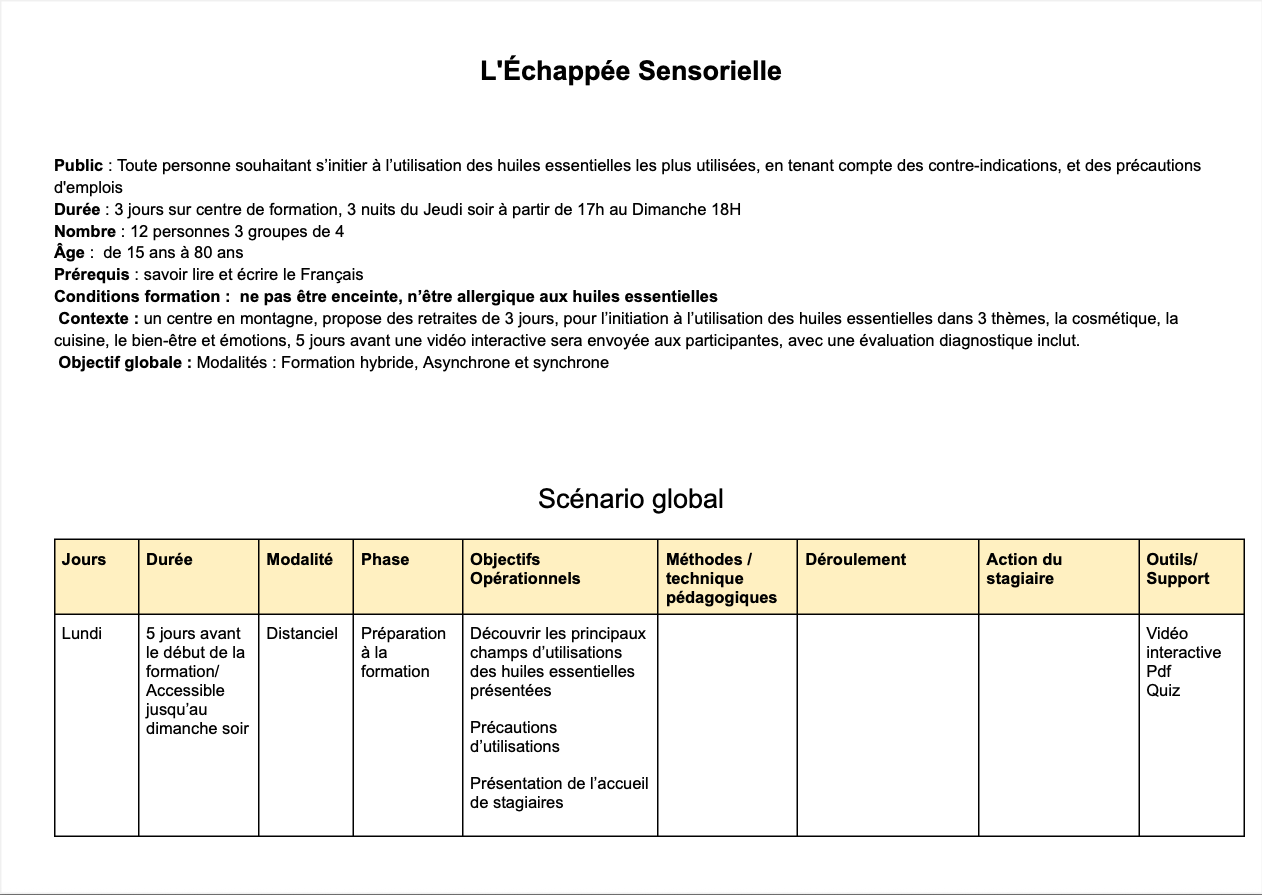 L'Échappée Sensorielle
Public : Toute personne souhaitant s’initier à l’utilisation des huiles essentielles les plus utilisées, en tenant compte des contre-indications, et des précautions
d'emplois
Durée : 3 jours sur centre de formation, 3 nuits du Jeudi soir à partir de 17h au Dimanche 18H
Nombre : 12 personnes 3 groupes de 4
Âge : de 15 ans à 80 ans
Prérequis : savoir lire et écrire le Français
Conditions formation : ne pas être enceinte, n’être allergique aux huiles essentielles
Contexte : un centre en montagne, propose des retraites de 3 jours, pour l’initiation à l’utilisation des huiles essentielles dans 3 thèmes, la cosmétique, la
cuisine, le bien-être et émotions, 5 jours avant une vidéo interactive sera envoyée aux participantes, avec une évaluation diagnostique inclut.
Objectif globale : Modalités : Formation hybride, Asynchrone et synchrone
Scénario global
Jours
Durée
Modalité
Phase
Objectifs
Opérationnels
Méthodes /
technique
pédagogiques
Déroulement
Action du
stagiaire
Outils/
Support
Lundi
5 jours avant
le début de la
formation/
Accessible
jusqu’au
dimanche soir
Distanciel
Préparation
à la
formation
Découvrir les principaux
champs d’utilisations
des huiles essentielles
présentées
Précautions
d’utilisations
Présentation de l’accueil
de stagiaires
Vidéo
interactive
Pdf
Quiz